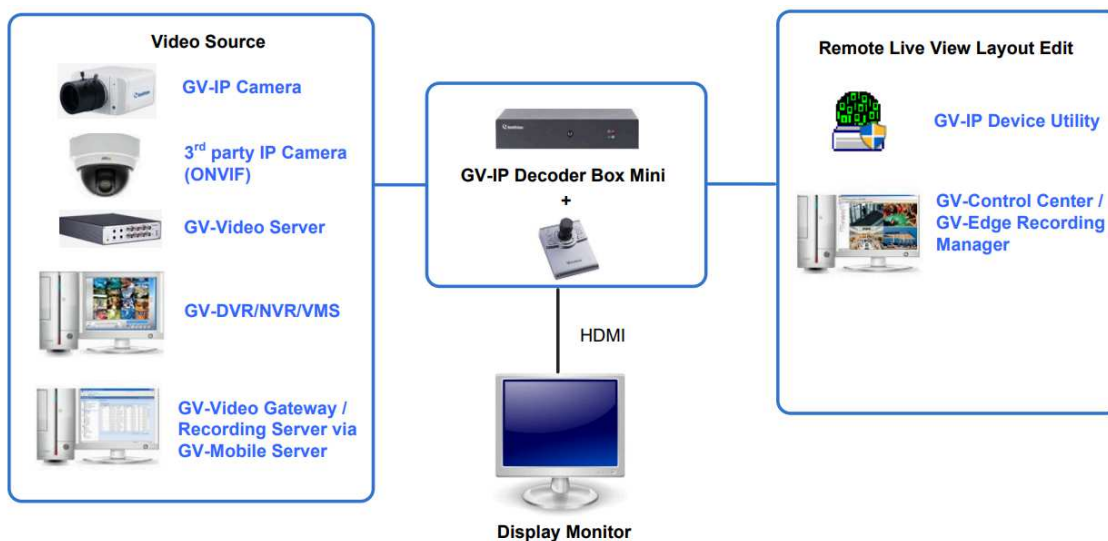 Video Source
GV-IP Camera
3rd party IP Camera
(ONVIF)
GV-Video Server
GV-DVR/NVR/VMS
GV-Video Gateway /
Recording Server via
GV-Mobile Server
GV-IP Decoder Box Mini
+
HDMI
Display Monitor
Remote Live View Layout Edit
GV-IP Device Utility
GV-Control Center /
GV-Edge Recording
Manager